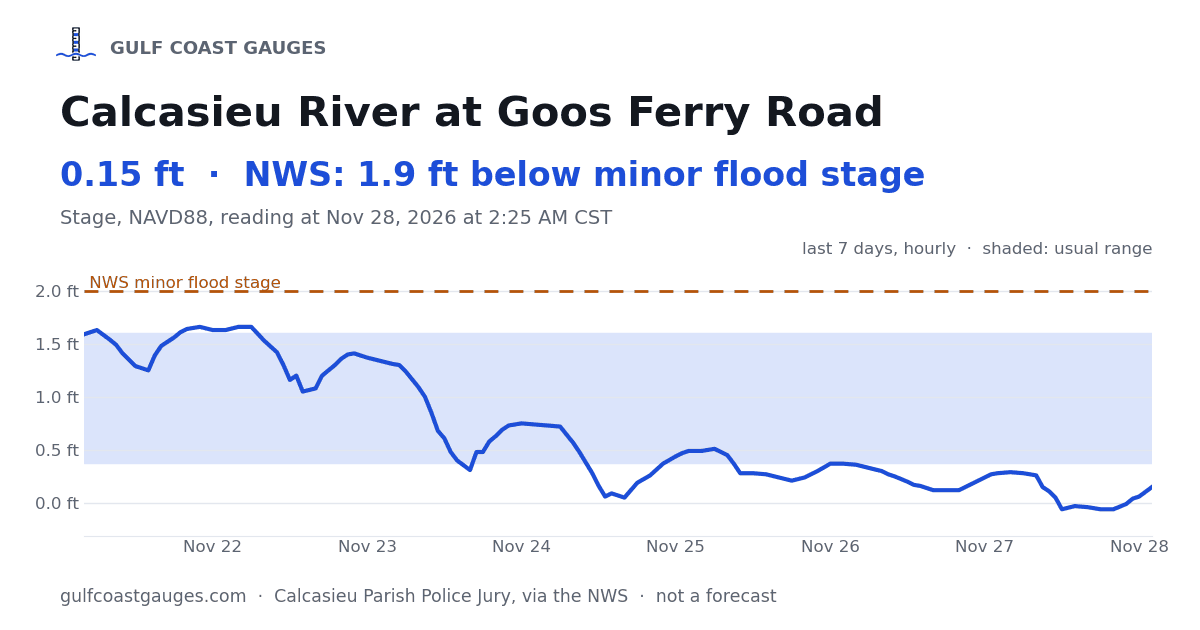 GULF COAST GAUGES
Calcasieu River at Goos Ferry Road
0.15 ft · NWS: 1.9 ft below minor flood stage
Stage, NAVD88, reading at Nov 28, 2026 at 2:25 AM CST
last 7 days, hourly · shaded: usual range
NWS minor flood stage
2.0 ft
1.5 ft
1.0 ft
0.5 ft
0.0 ft
Nov 22 Nov 23 Nov 24 Nov 25 Nov 26 Nov 27 Nov 28
gulfcoastgauges.com · Calcasieu Parish Police Jury, via the NWS · not a forecast